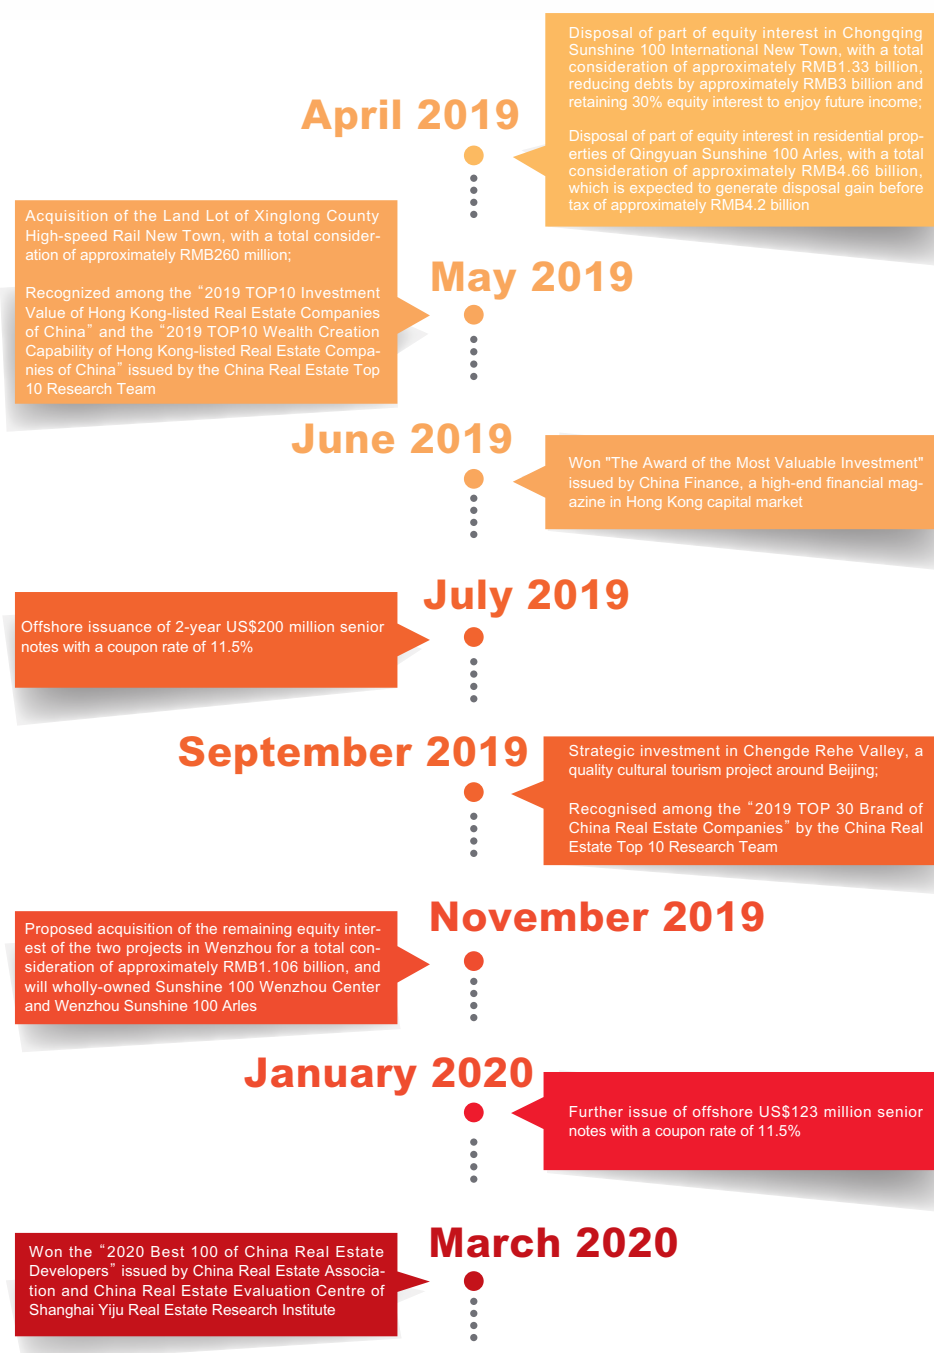 April 2019
Disposal of part of equity interest in Chongqing
Sunshine 100 International New Town, with a total
consideration of approximately RMB1.33 billion,
reducing debts by approximately RMB3 billion and
retaining 30% equity interest to enjoy future income;
Disposal of part of equity interest in residential prop-
erties of Qingyuan Sunshine 100 Arles, with a total
consideration of approximately RMB4.66 billion,
which is expected to generate disposal gain before
tax of approximately RMB4.2 billion
May 2019
Acquisition of the Land Lot of Xinglong County
High-speed Rail New Town, with a total consider-
ation of approximately RMB260 million;
Recognized among the “2019 TOP10 Investment
Value of Hong Kong-listed Real Estate Companies
of China” and the “2019 TOP10 Wealth Creation
Capability of Hong Kong-listed Real Estate Compa-
nies of China” issued by the China Real Estate Top
10 Research Team
June 2019
Won "The Award of the Most Valuable Investment"
issued by China Finance, a high-end financial mag-
azine in Hong Kong capital market
July 2019
Offshore issuance of 2-year US$200 million senior
notes with a coupon rate of 11.5%
September 2019
Strategic investment in Chengde Rehe Valley, a
quality cultural tourism project around Beijing;
Recognised among the “2019 TOP 30 Brand of
China Real Estate Companies” by the China Real
Estate Top 10 Research Team
November 2019
Proposed acquisition of the remaining equity inter-
est of the two projects in Wenzhou for a total con-
sideration of approximately RMB1.106 billion, and
will wholly-owned Sunshine 100 Wenzhou Center
and Wenzhou Sunshine 100 Arles
January 2020
Further issue of offshore US$123 million senior
notes with a coupon rate of 11.5%
March 2020
Won the “2020 Best 100 of China Real Estate
Developers” issued by China Real Estate Associa-
tion and China Real Estate Evaluation Centre of
Shanghai Yiju Real Estate Research Institute